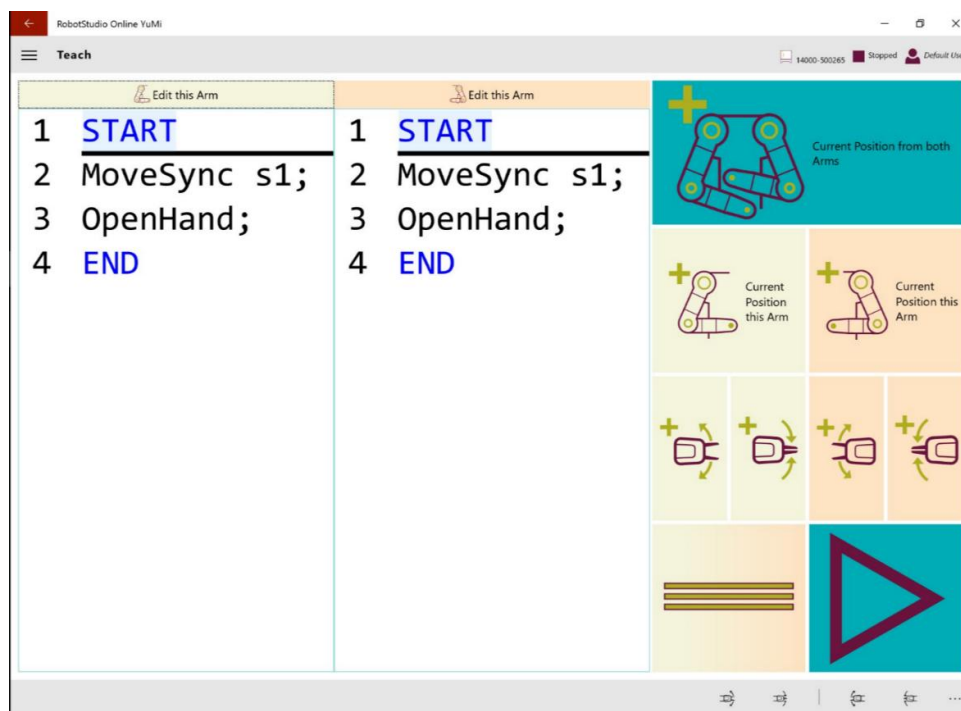 RobotStudio Online YuMi
Teach
14000-500265 Stopped Default Use
Edit this Arm
1 START
2 MoveSync s1;
3 OpenHand;
4 END
Edit this Arm
1 START
2 MoveSync s1;
3 OpenHand;
4 END
Current Position from both
Arms
Current
Position
this Arm
Current
Position this
Arm